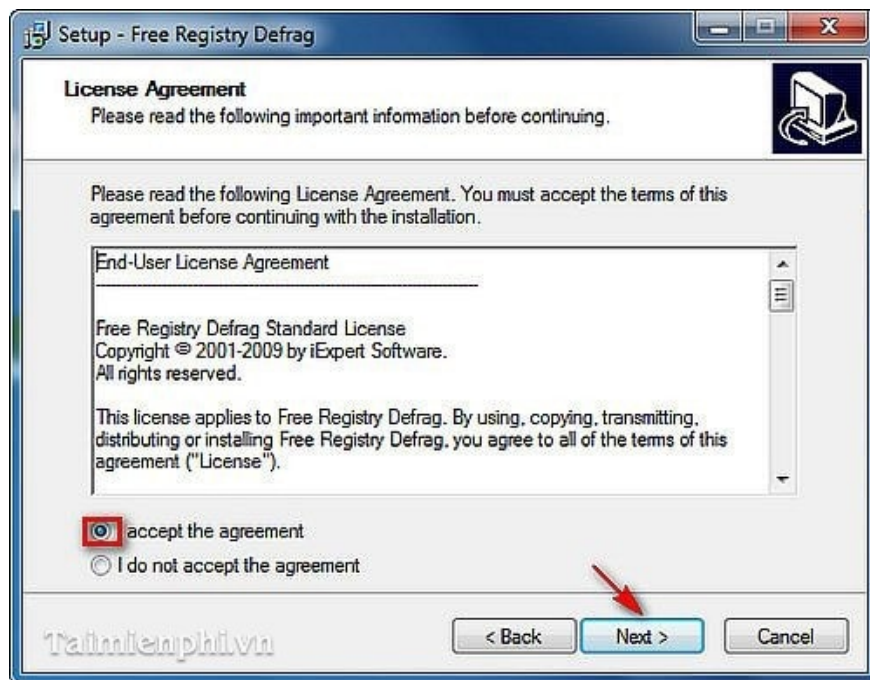 Setup - Free Registry Defrag
License Agreement
Please read the following important information before continuing.
Please read the following License Agreement. You must accept the terms of this
agreement before continuing with the installation.
End-User License Agreement
----------------------------------------------------------------------
Free Registry Defrag Standard License
Copyright © 2001-2009 by iExpert Software.
All rights reserved.
This license applies to Free Registry Defrag. By using, copying, transmitting,
distributing or installing Free Registry Defrag, you agree to all of the terms of this
agreement ("License").
accept the agreement
I do not accept the agreement
Taimienphi.vn
< Back Next > Cancel